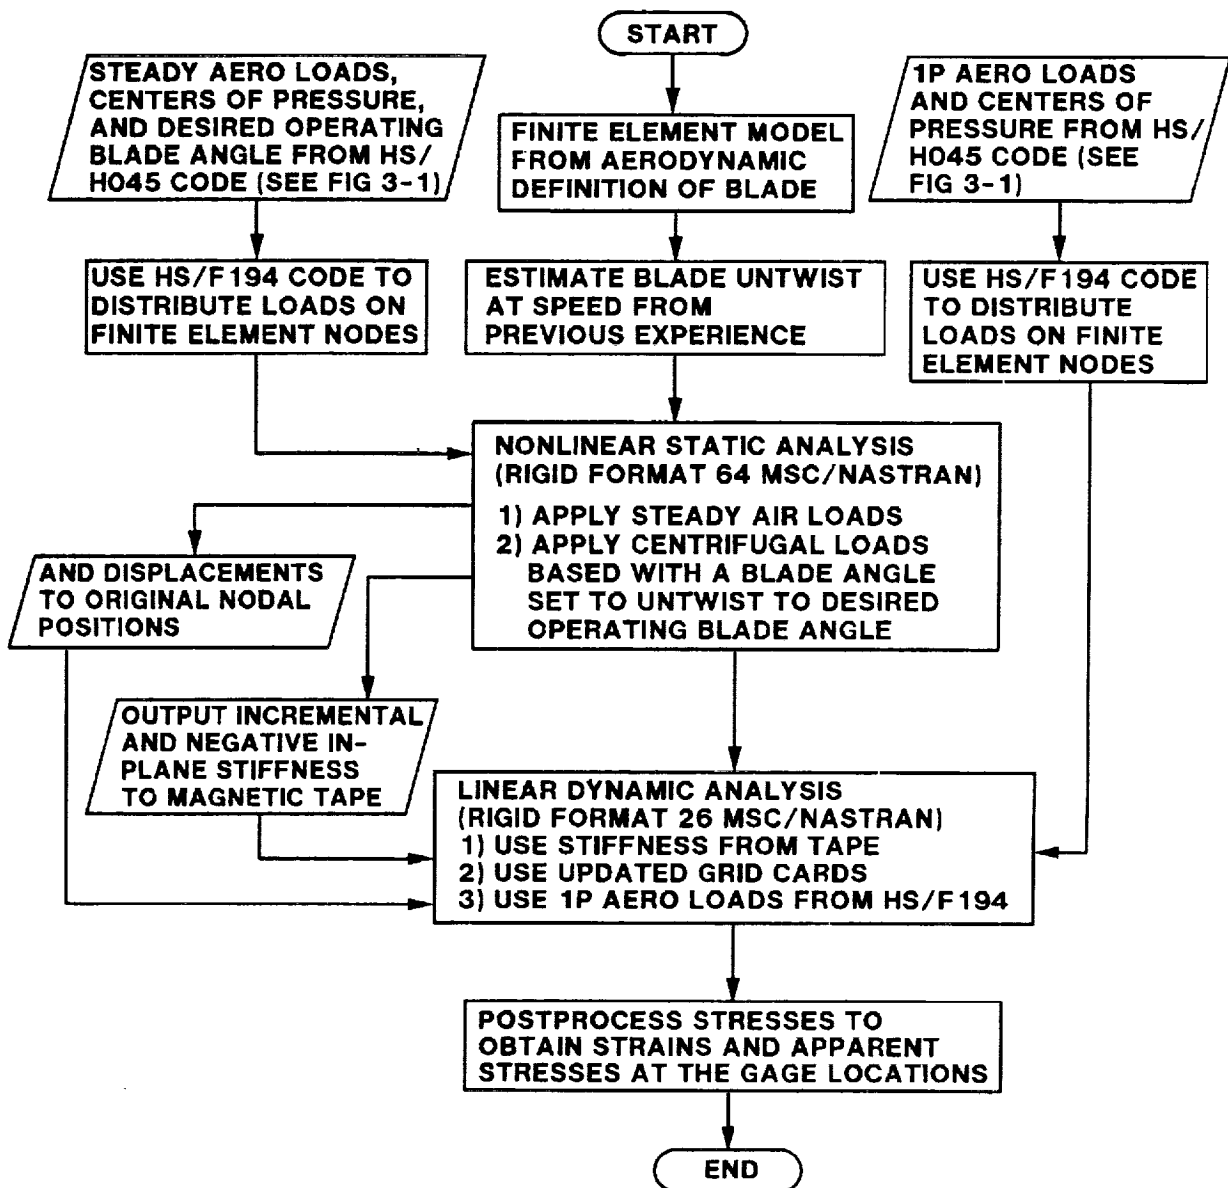 START
STEADY AERO LOADS,
CENTERS OF PRESSURE,
AND DESIRED OPERATING
BLADE ANGLE FROM HS/
H045 CODE (SEE FIG 3-1)
FINITE ELEMENT MODEL
FROM AERODYNAMIC
DEFINITION OF BLADE
1P AERO LOADS
AND CENTERS OF
PRESSURE FROM HS/
H045 CODE (SEE
FIG 3-1)
USE HS/F194 CODE TO
DISTRIBUTE LOADS ON
FINITE ELEMENT NODES
ESTIMATE BLADE UNTWIST
AT SPEED FROM
PREVIOUS EXPERIENCE
USE HS/F194 CODE
TO DISTRIBUTE
LOADS ON FINITE
ELEMENT NODES
NONLINEAR STATIC ANALYSIS
(RIGID FORMAT 64 MSC/NASTRAN)
1) APPLY STEADY AIR LOADS
2) APPLY CENTRIFUGAL LOADS
BASED WITH A BLADE ANGLE
SET TO UNTWIST TO DESIRED
OPERATING BLADE ANGLE
AND DISPLACEMENTS
TO ORIGINAL NODAL
POSITIONS
OUTPUT INCREMENTAL
AND NEGATIVE IN-
PLANE STIFFNESS
TO MAGNETIC TAPE
LINEAR DYNAMIC ANALYSIS
(RIGID FORMAT 26 MSC/NASTRAN)
1) USE STIFFNESS FROM TAPE
2) USE UPDATED GRID CARDS
3) USE 1P AERO LOADS FROM HS/F194
POSTPROCESS STRESSES TO
OBTAIN STRAINS AND APPARENT
STRESSES AT THE GAGE LOCATIONS
END